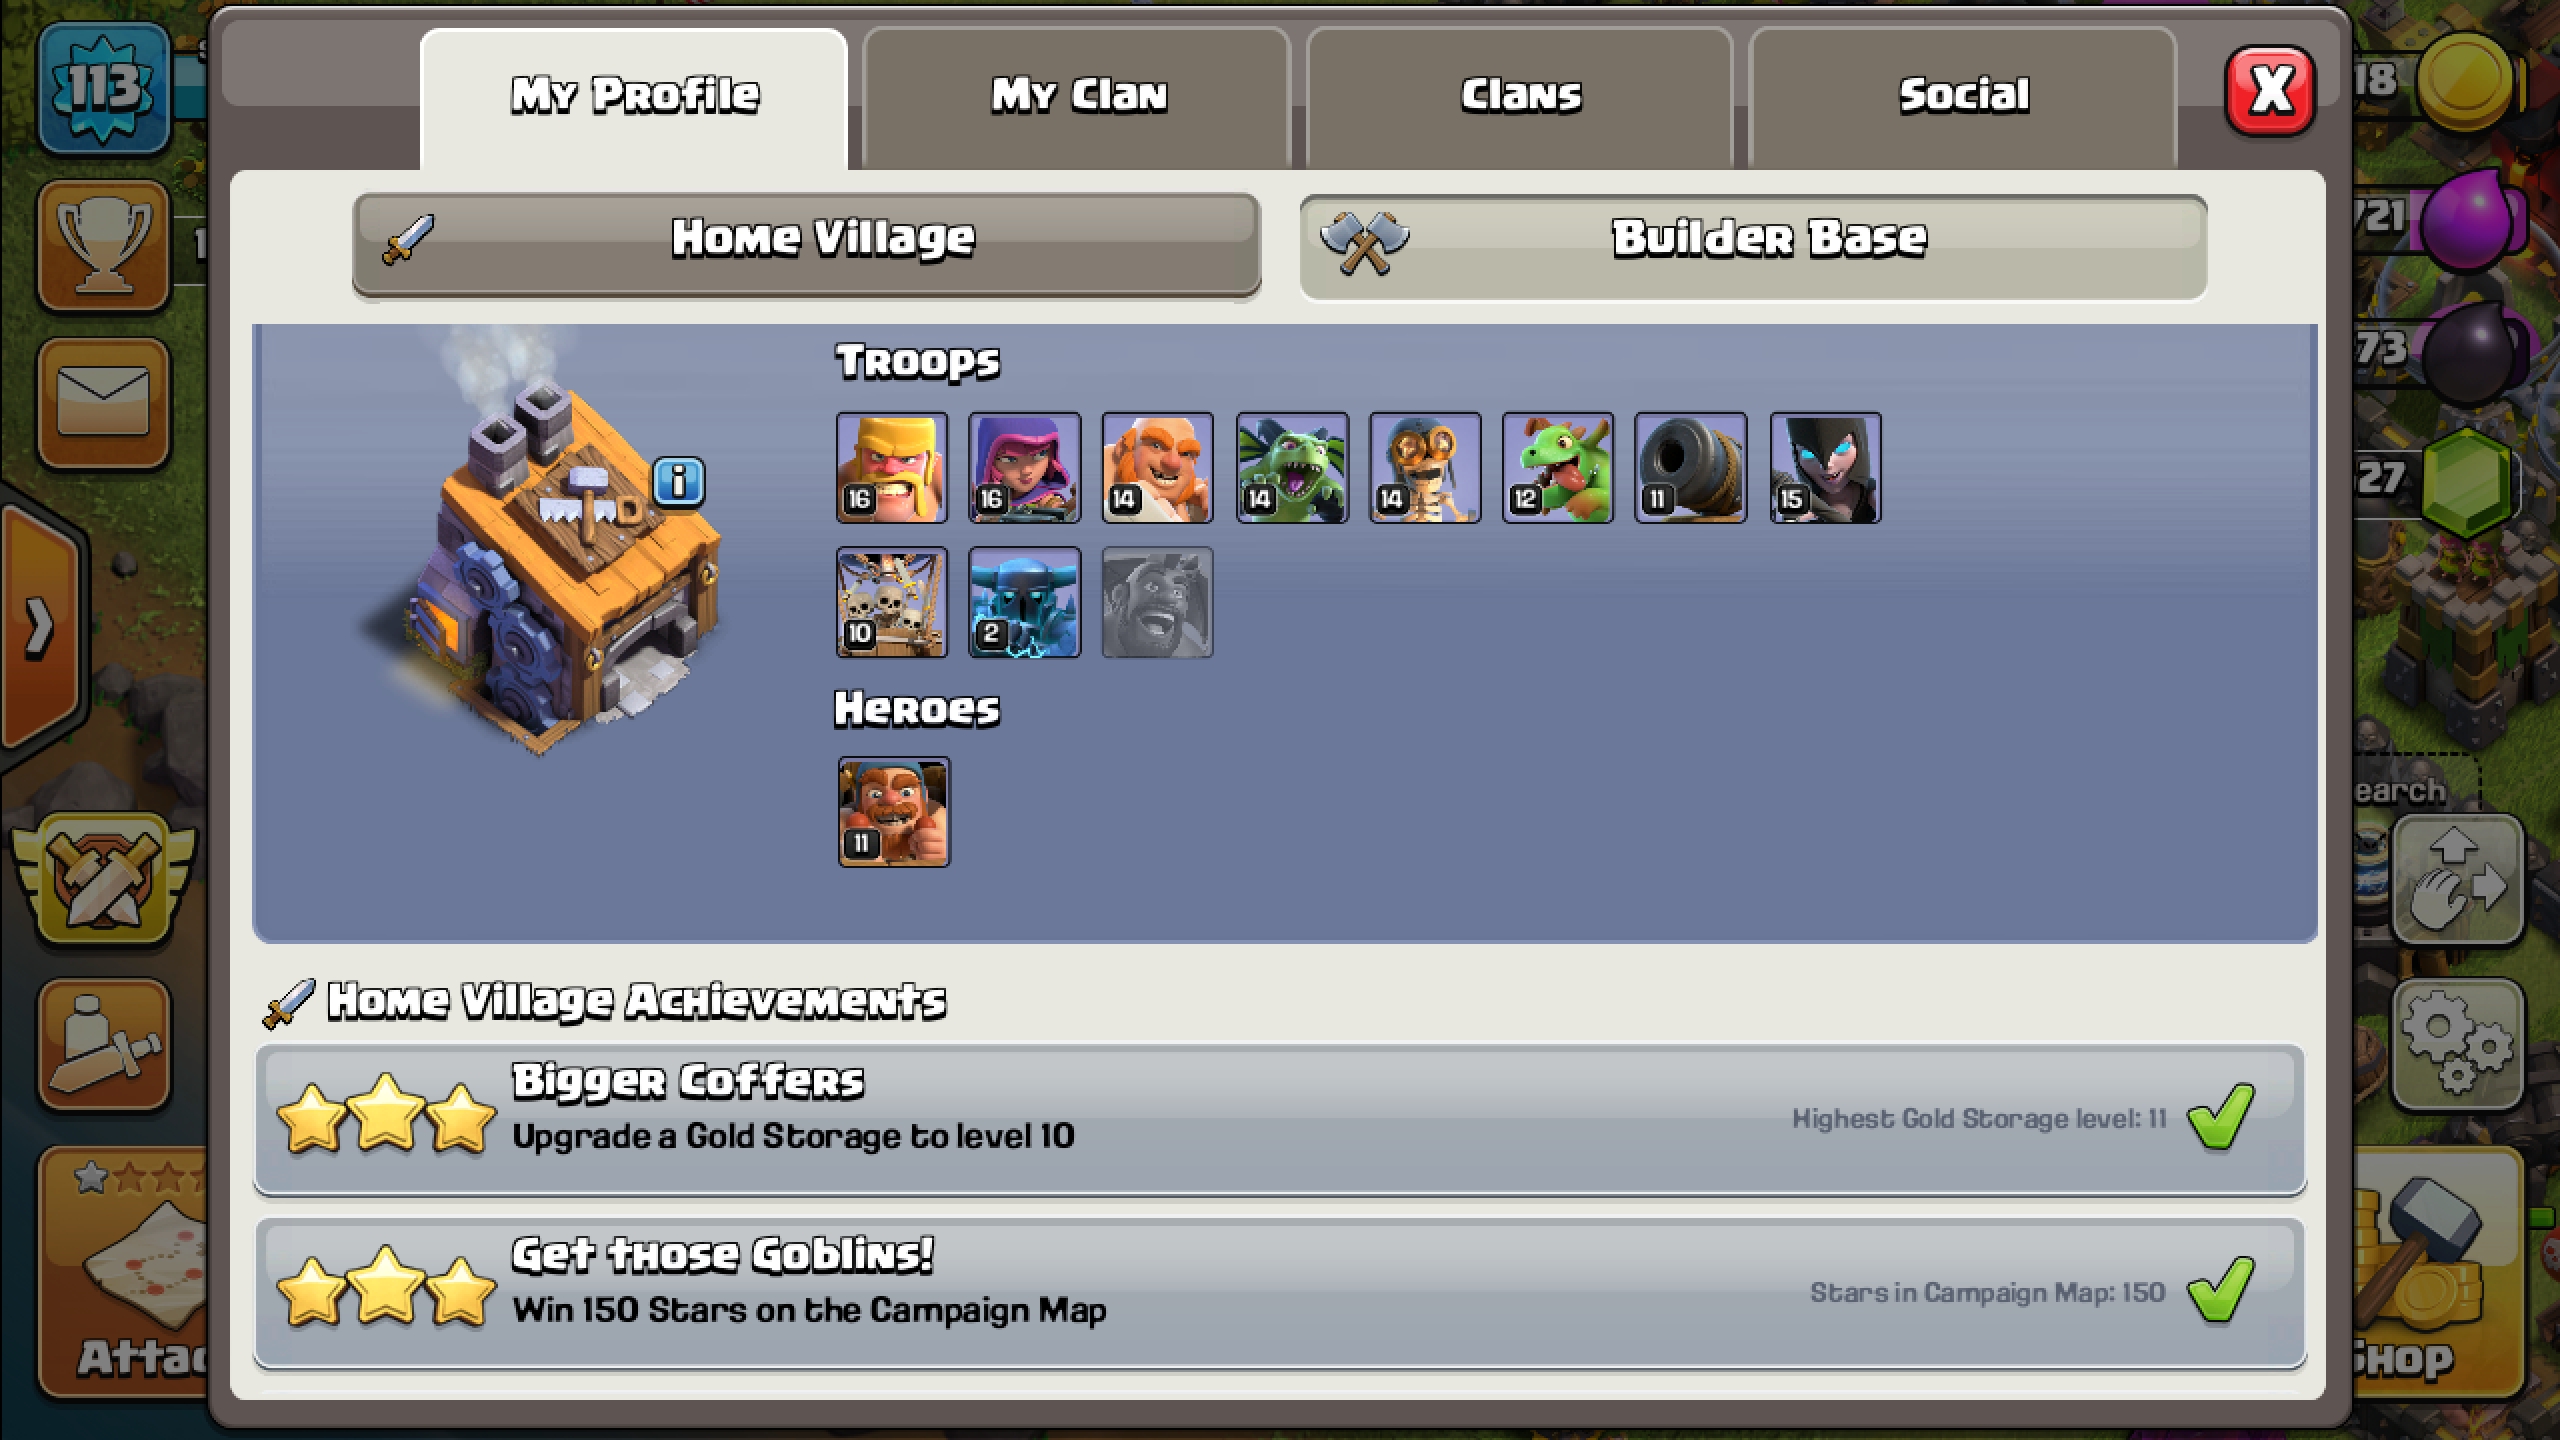 113
My Profile
My Clan
Clans
Social
X
18
Home Village
Builder Base
721
Troops
73
16
16
14
14
14
12
11
15
27
i
10
2
Heroes
11
earch
Home Village Achievements
Bigger Coffers
Upgrade a Gold Storage to level 10
Highest Gold Storage level: 11
Get those Goblins!
Win 150 Stars on the Campaign Map
Stars in Campaign Map: 150
Attac
Shop